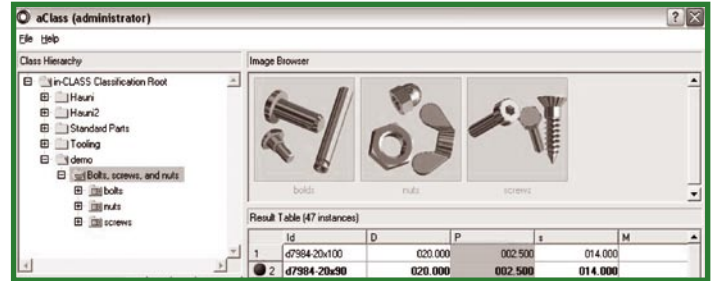 aClass (administrator)
File Help
Class Hierarchy
Image Browser
in-CLASS Classification Root
Hauni
Hauni2
Standard Parts
Tooling
demo
Bolts, screws, and nuts
bolts
nuts
screws
bolds
nuts
screws
Result Table (47 instances)
Id D P s M
1 d7984-20x100 020.000 002.500 014.000
2 d7984-20x90 020.000 002.500 014.000